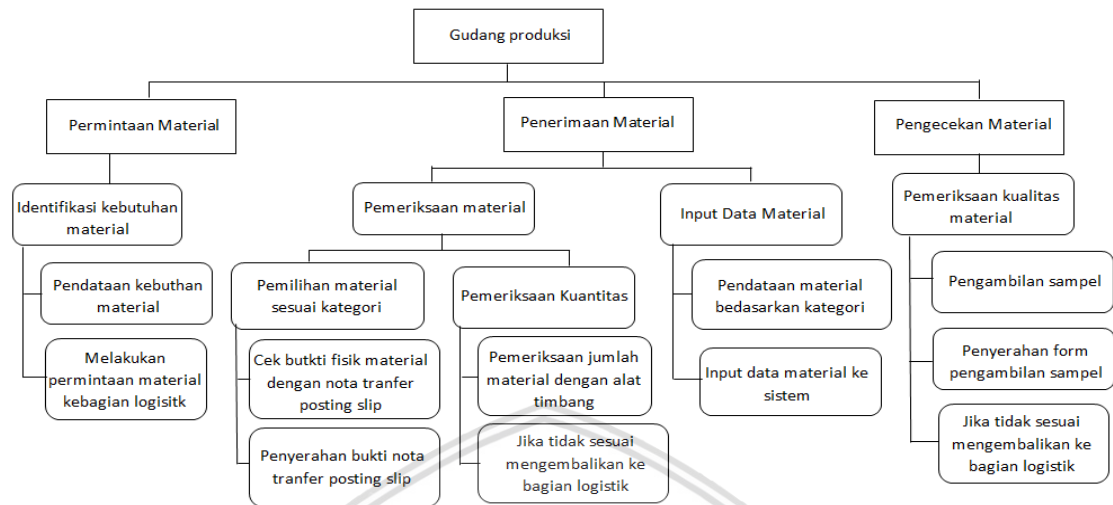 Gudang produksi
Permintaan Material
Penerimaan Material
Pengecekan Material
Identifikasi kebutuhan
material
Pendataan kebuthan
material
Melakukan
permintaan material
kebagian logisitk
Pemeriksaan material
Pemilihan material
sesuai kategori
Cek butkti fisik material
dengan nota tranfer
posting slip
Penyerahan bukti nota
tranfer posting slip
Pemeriksaan Kuantitas
Pemeriksaan jumlah
material dengan alat
timbang
Jika tidak sesuai
mengembalikan ke
bagian logistik
Input Data Material
Pendataan material
bedasarkan kategori
Input data material ke
sistem
Pemeriksaan kualitas
material
Pengambilan sampel
Penyerahan form
pengambilan sampel
Jika tidak sesuai
mengembalikan ke
bagian logistik